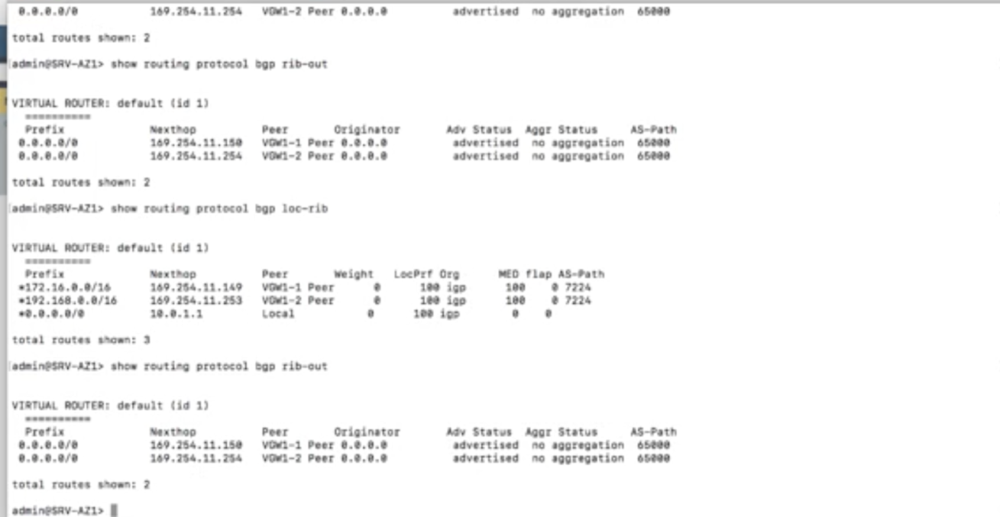 0.0.0.0/0 169.254.11.254 VGW1-2 Peer 0.0.0.0 advertised no aggregation 65000
total routes shown: 2
[admin@SRV-AZ1> show routing protocol bgp rib-out
VIRTUAL ROUTER: default (id 1)
==========
Prefix Nexthop Peer Originator Adv Status Aggr Status AS-Path
0.0.0.0/0 169.254.11.150 VGW1-1 Peer 0.0.0.0 advertised no aggregation 65000
0.0.0.0/0 169.254.11.254 VGW1-2 Peer 0.0.0.0 advertised no aggregation 65000
total routes shown: 2
[admin@SRV-AZ1> show routing protocol bgp loc-rib
VIRTUAL ROUTER: default (id 1)
==========
Prefix Nexthop Peer Weight LocPrf Org MED flap AS-Path
*172.16.0.0/16 169.254.11.149 VGW1-1 Peer 0 100 igp 100 0 7224
*192.168.0.0/16 169.254.11.253 VGW1-2 Peer 0 100 igp 100 0 7224
*0.0.0.0/0 10.0.1.1 Local 0 100 igp 0 0
total routes shown: 3
[admin@SRV-AZ1> show routing protocol bgp rib-out
VIRTUAL ROUTER: default (id 1)
==========
Prefix Nexthop Peer Originator Adv Status Aggr Status AS-Path
0.0.0.0/0 169.254.11.150 VGW1-1 Peer 0.0.0.0 advertised no aggregation 65000
0.0.0.0/0 169.254.11.254 VGW1-2 Peer 0.0.0.0 advertised no aggregation 65000
total routes shown: 2
admin@SRV-AZ1>